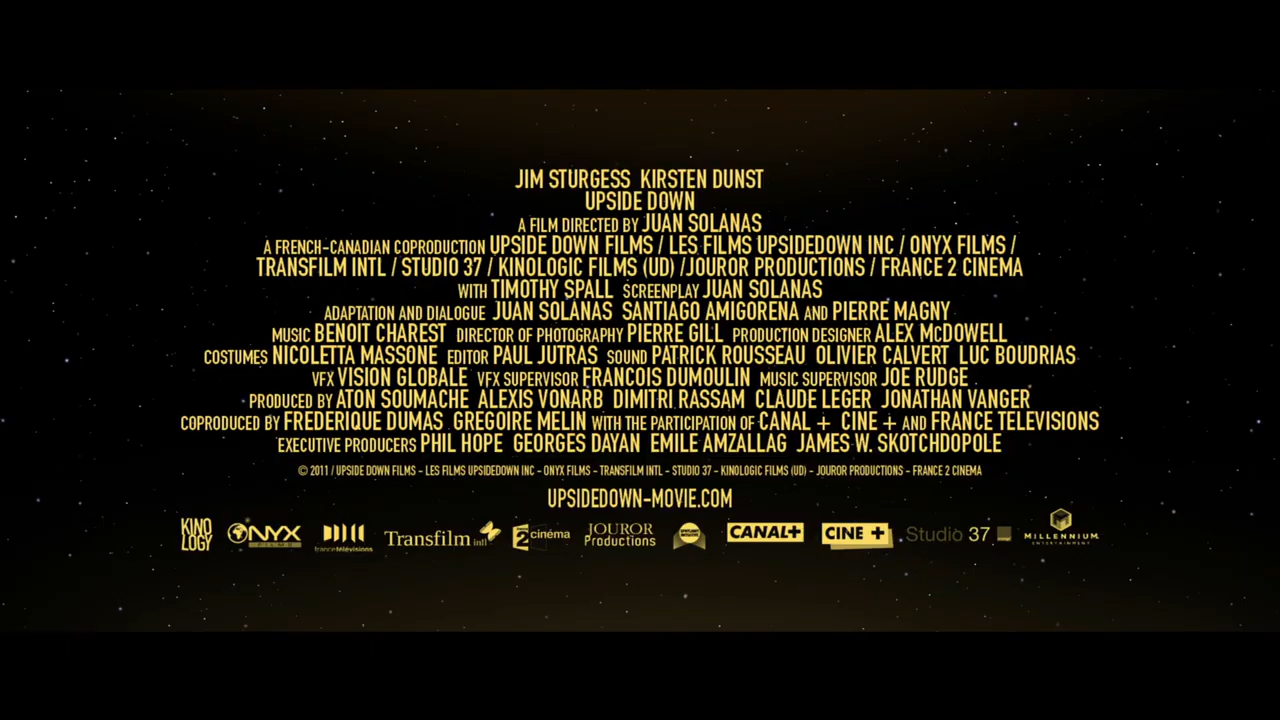 JIM STURGESS KIRSTEN DUNST
UPSIDE DOWN
A FILM DIRECTED BY JUAN SOLANAS
A FRENCH-CANADIAN COPRODUCTION UPSIDE DOWN FILMS / LES FILMS UPSIDEDOWN INC / ONYX FILMS /
TRANSFILM INTL / STUDIO 37 / KINOLOGIC FILMS (UD) /JOUROR PRODUCTIONS / FRANCE 2 CINEMA
WITH TIMOTHY SPALL SCREENPLAY JUAN SOLANAS
ADAPTATION AND DIALOGUE JUAN SOLANAS SANTIAGO AMIGORENA AND PIERRE MAGNY
MUSIC BENOIT CHAREST DIRECTOR OF PHOTOGRAPHY PIERRE GILL PRODUCTION DESIGNER ALEX McDOWELL
COSTUMES NICOLETTA MASSONE EDITOR PAUL JUTRAS SOUND PATRICK ROUSSEAU OLIVIER CALVERT LUC BOUDRIAS
VFX VISION GLOBALE VFX SUPERVISOR FRANCOIS DUMOULIN MUSIC SUPERVISOR JOE RUDGE
PRODUCED BY ATON SOUMACHE ALEXIS VONARB DIMITRI RASSAM CLAUDE LEGER JONATHAN VANGER
COPRODUCED BY FREDERIQUE DUMAS GREGOIRE MELIN WITH THE PARTICIPATION OF CANAL + CINE + AND FRANCE TELEVISIONS
EXECUTIVE PRODUCERS PHIL HOPE GEORGES DAYAN EMILE AMZALLAG JAMES W. SKOTCHDOPOLE
© 2011 / UPSIDE DOWN FILMS - LES FILMS UPSIDEDOWN INC - ONYX FILMS - TRANSFILM INTL - STUDIO 37 - KINOLOGIC FILMS (UD) - JOUROR PRODUCTIONS - FRANCE 2 CINEMA
UPSIDEDOWN-MOVIE.COM
KINOLOGY ONYX FILMS francetélévisions Transfilm intl 2 cinéma JOUROR Productions CANAL+ CINE + Studio 37 MILLENNIUM ENTERTAINMENT